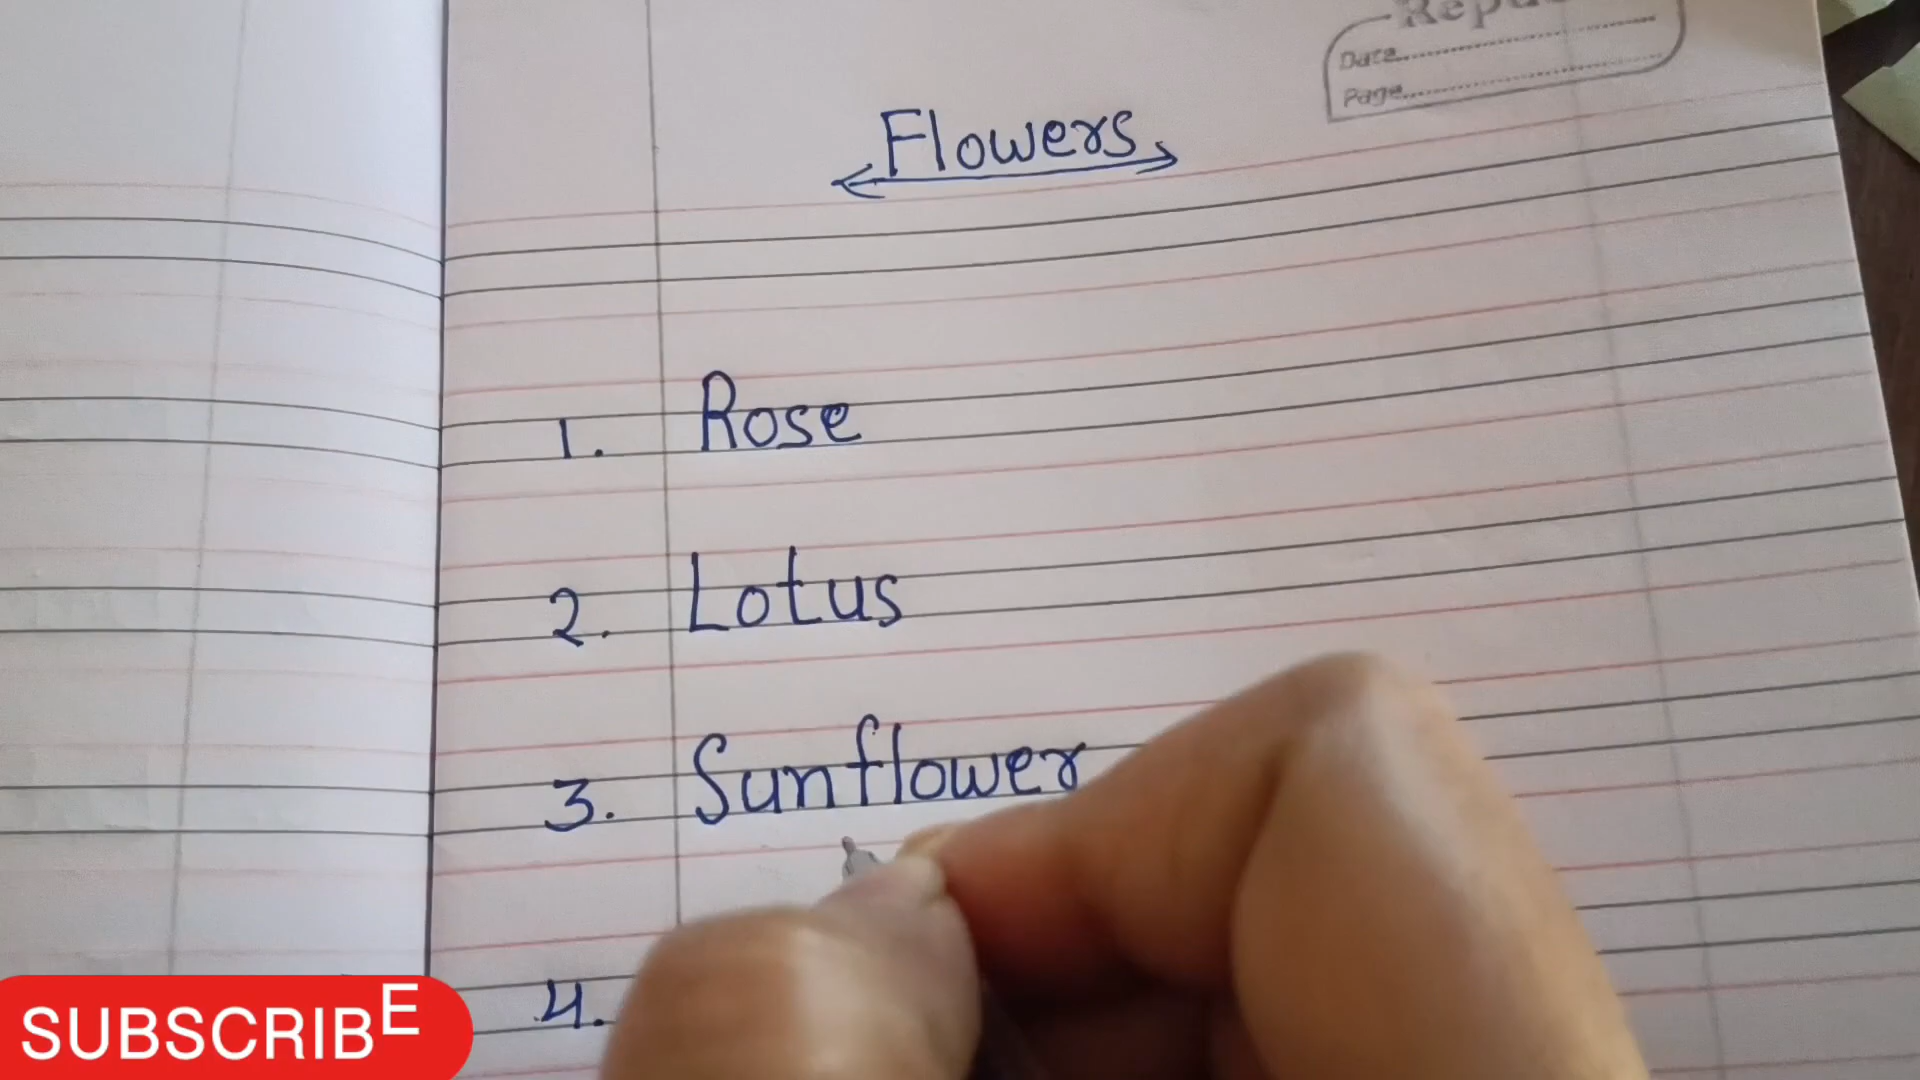 Date
Page
Flowers
1. Rose
2. Lotus
3. Sunflower
4.
SUBSCRIBE